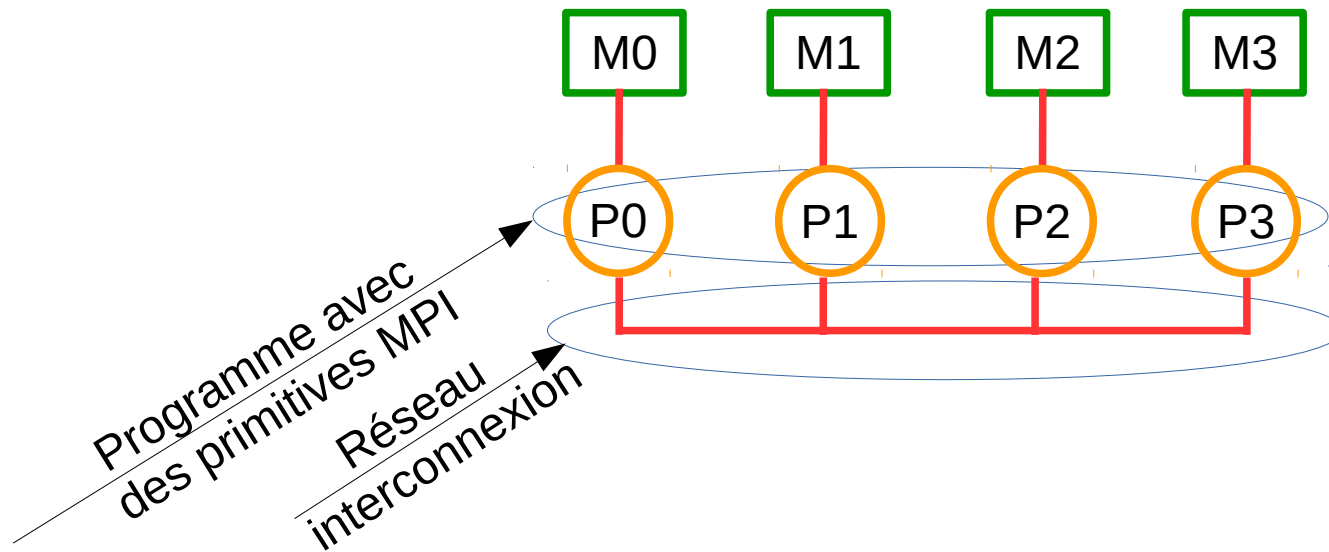 M0 M1 M2 M3
P0 P1 P2 P3
Programme avec
des primitives MPI
Réseau
interconnexion